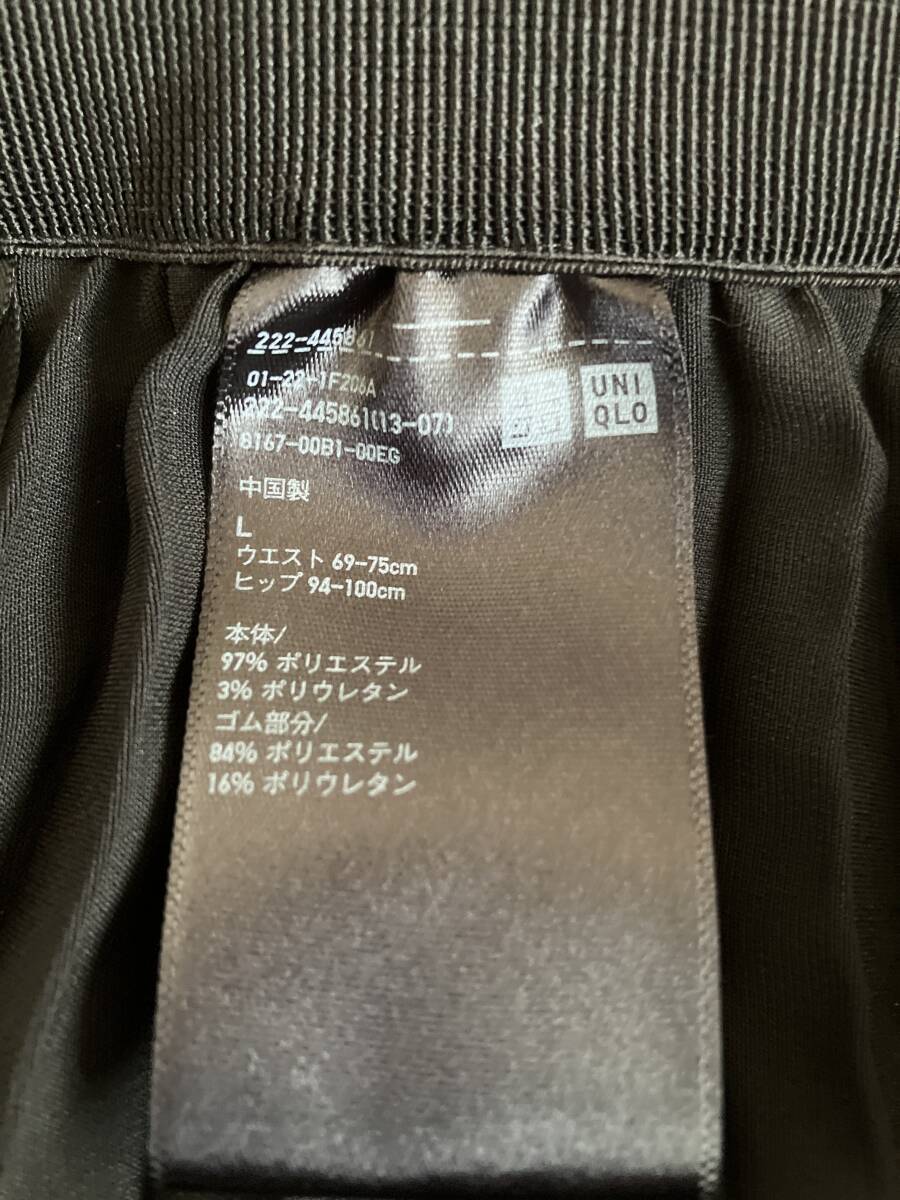 222-445861
01-22-1F206A
222-445861(13-07)
8167-00B1-00EG
UNI
QLO
中国製
L
ウエスト 69-75cm
ヒップ 94-100cm
本体/
97% ポリエステル
3% ポリウレタン
ゴム部分/
84% ポリエステル
16% ポリウレタン